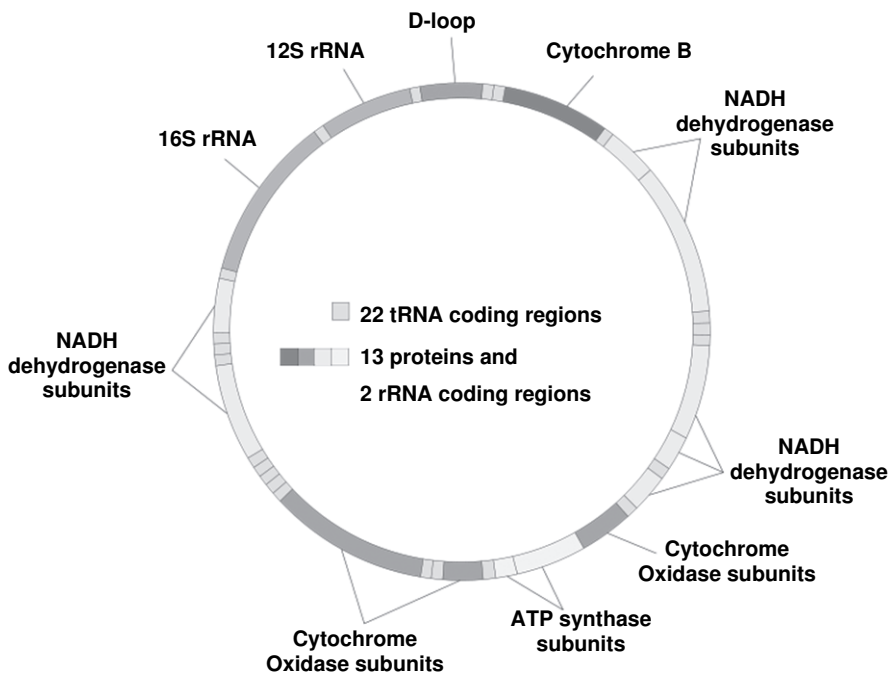 D-loop
12S rRNA
Cytochrome B
NADH
dehydrogenase
subunits
16S rRNA
22 tRNA coding regions
13 proteins and
2 rRNA coding regions
NADH
dehydrogenase
subunits
NADH
dehydrogenase
subunits
Cytochrome
Oxidase subunits
ATP synthase
subunits
Cytochrome
Oxidase subunits